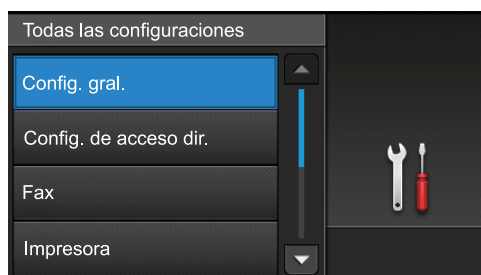 Todas las configuraciones
Config. gral.
Config. de acceso dir.
Fax
Impresora